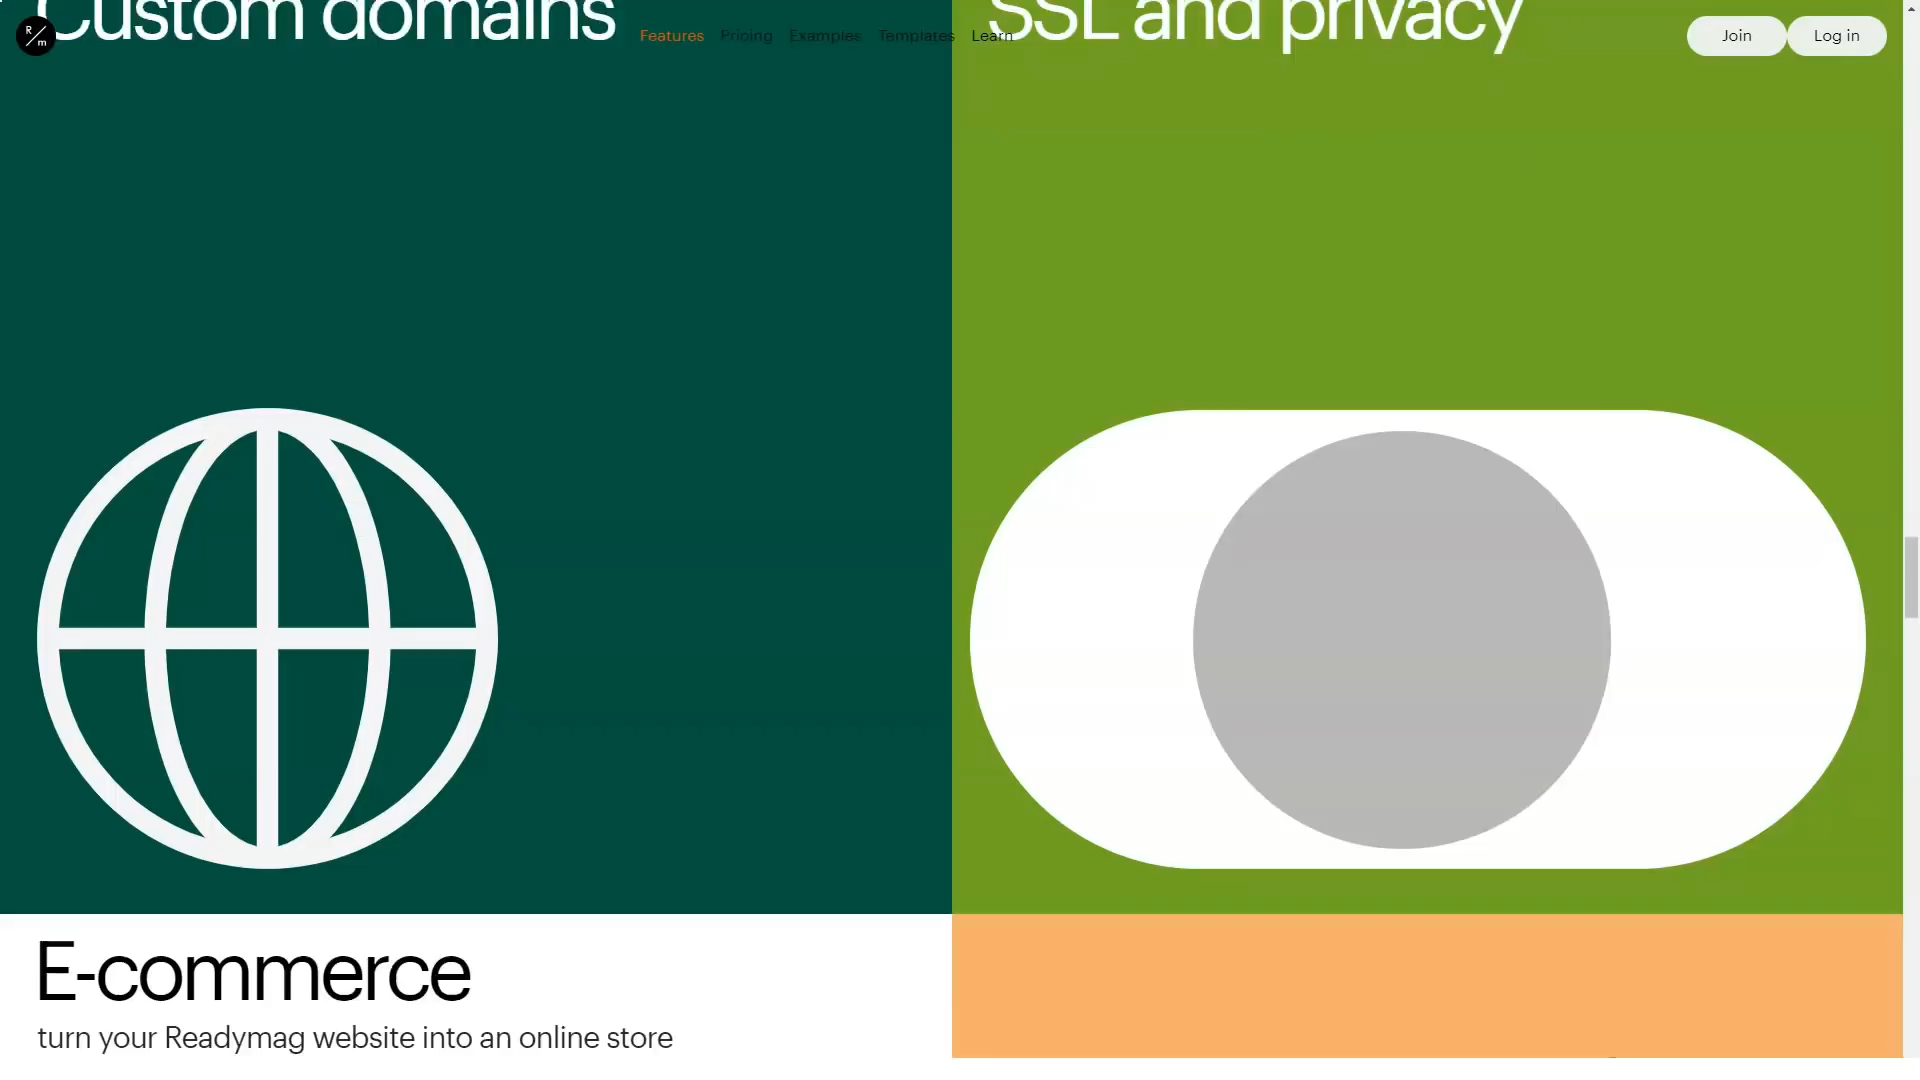 Custom domains
SSL and privacy
R/m
Features Pricing Examples Templates Learn
Join
Log in
E-commerce
turn your Readymag website into an online store